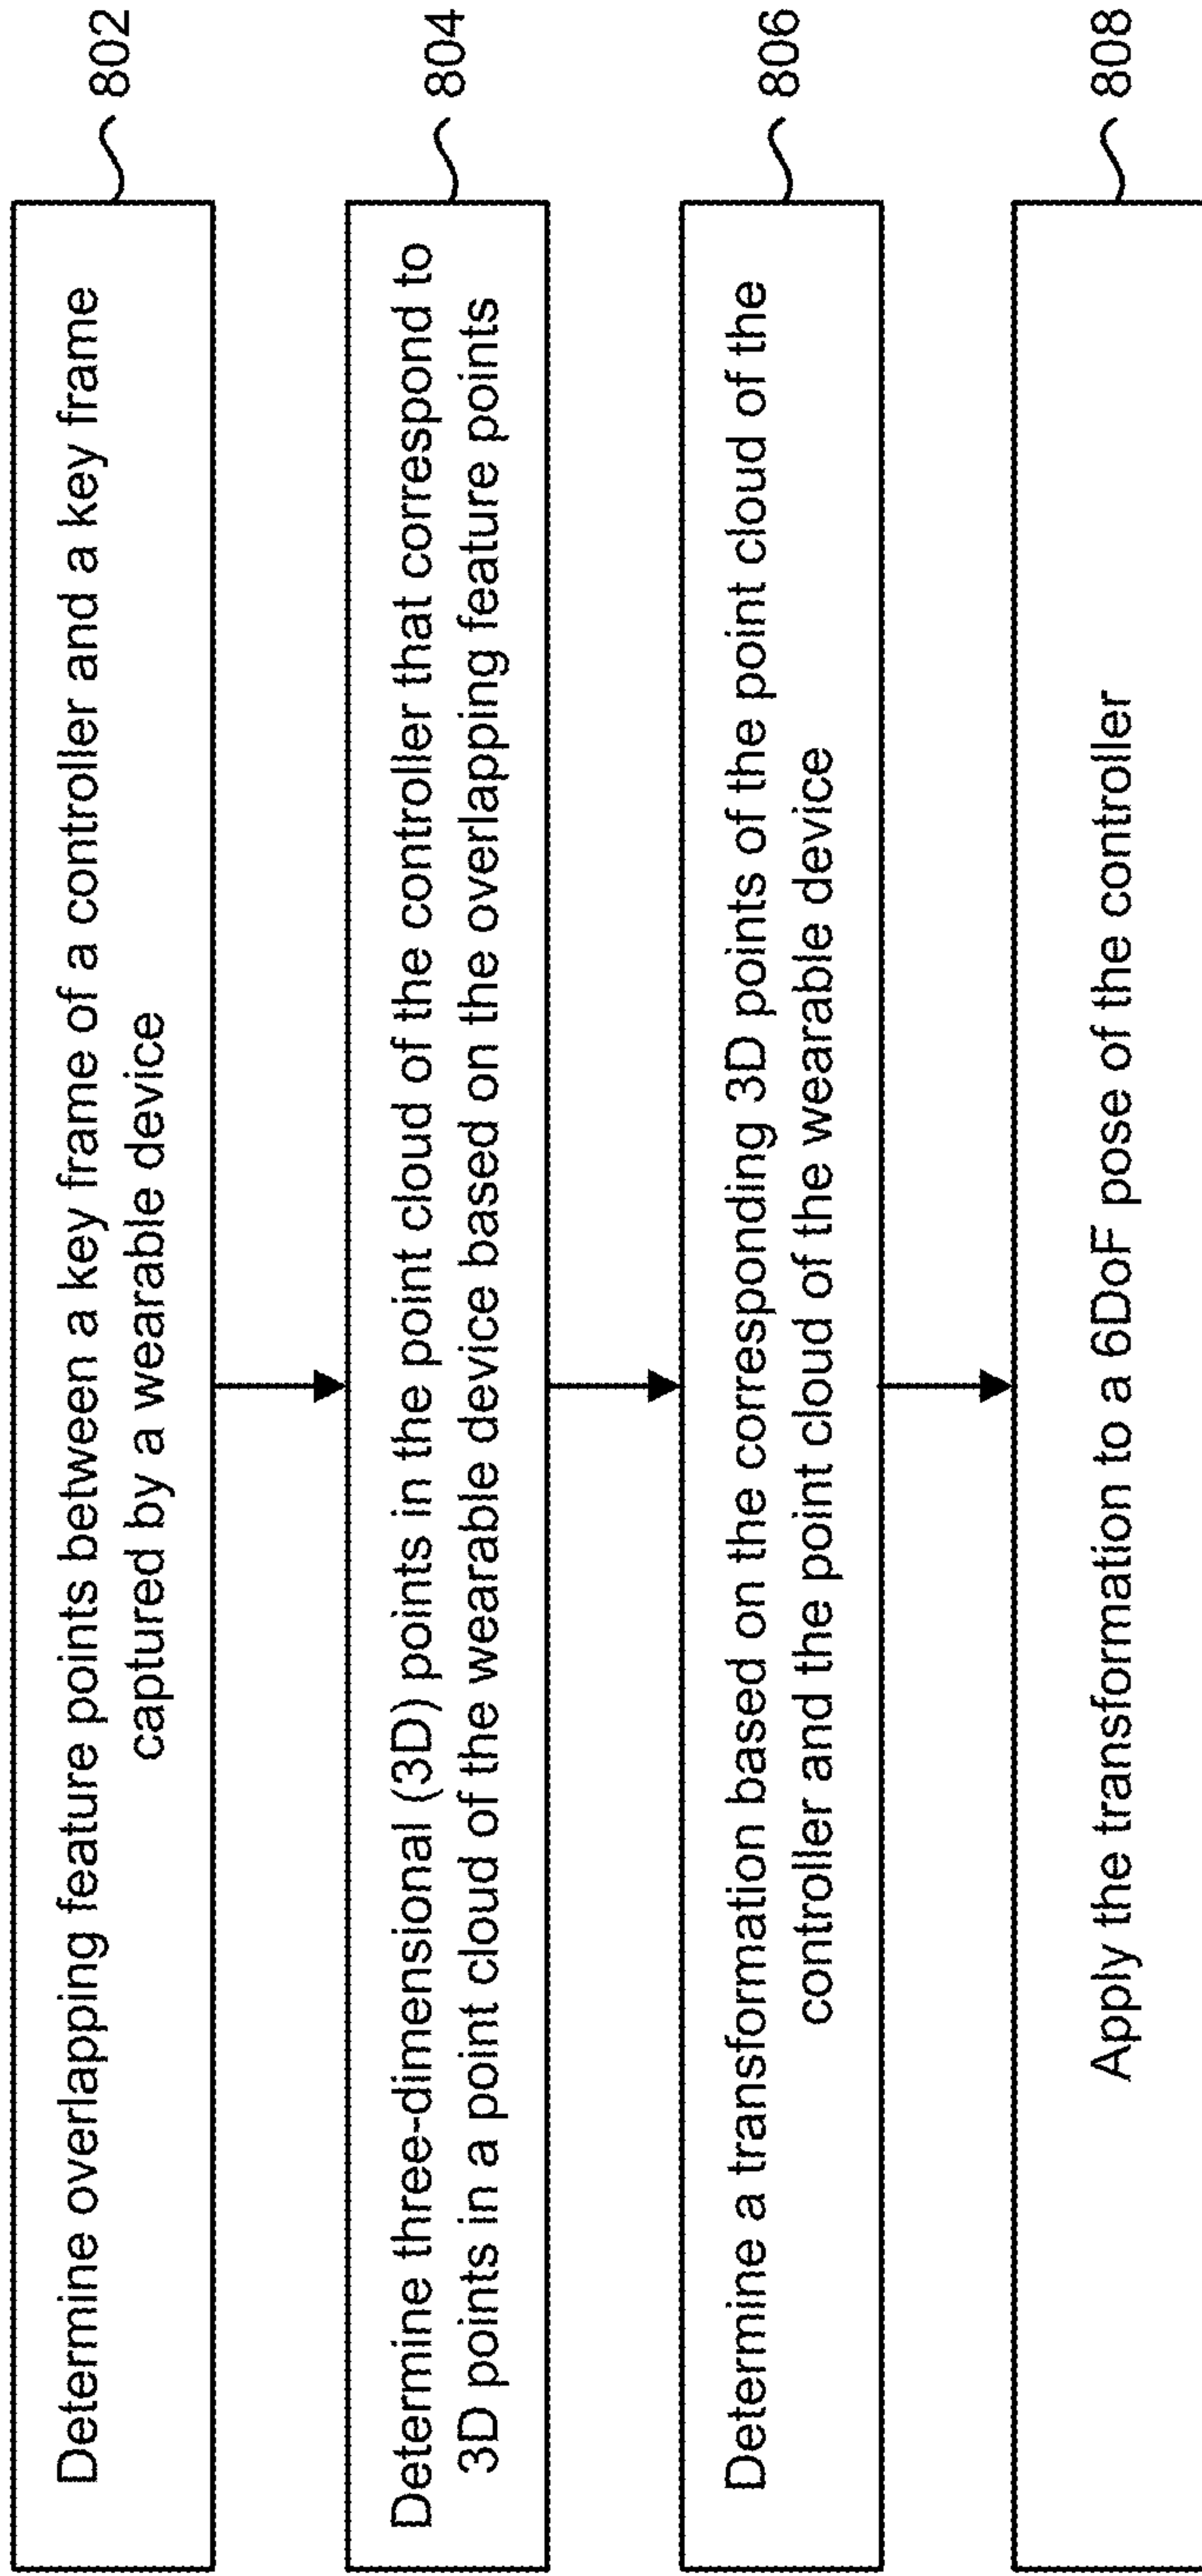 Determine overlapping feature points between a key frame of a controller and a key frame
captured by a wearable device
802
Determine three-dimensional (3D) points in the point cloud of the controller that correspond to
3D points in a point cloud of the wearable device based on the overlapping feature points
804
Determine a transformation based on the corresponding 3D points of the point cloud of the
controller and the point cloud of the wearable device
806
Apply the transformation to a 6DoF pose of the controller
808